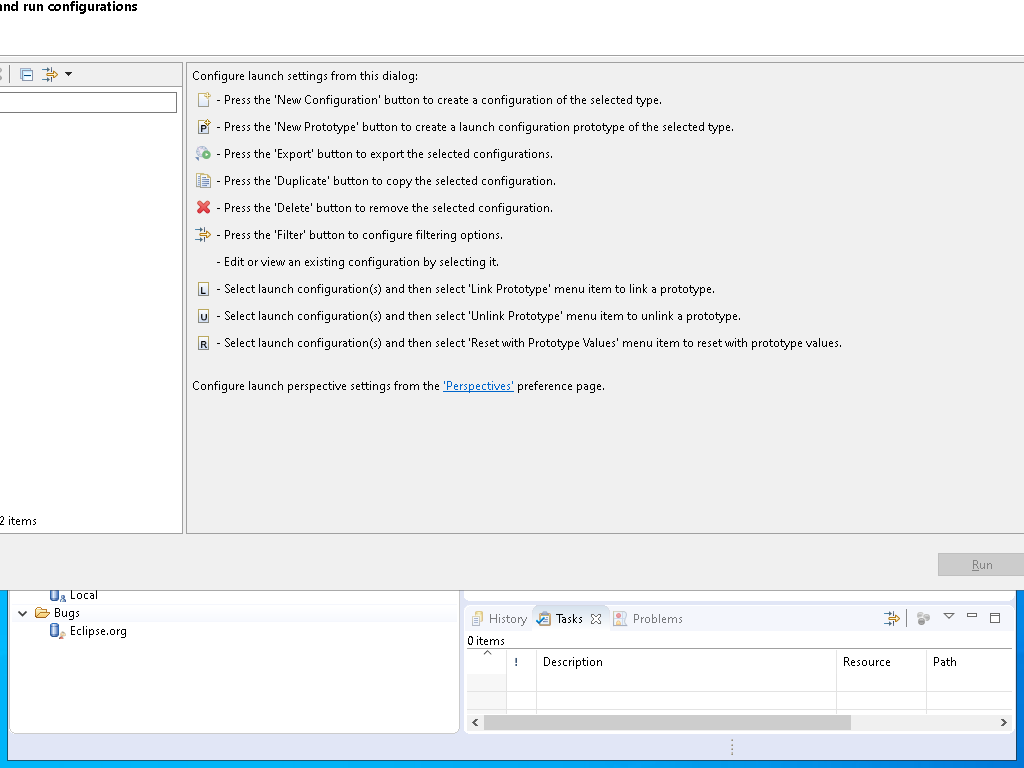 and run configurations
Configure launch settings from this dialog:
- Press the 'New Configuration' button to create a configuration of the selected type.
P - Press the 'New Prototype' button to create a launch configuration prototype of the selected type.
- Press the 'Export' button to export the selected configurations.
- Press the 'Duplicate' button to copy the selected configuration.
- Press the 'Delete' button to remove the selected configuration.
- Press the 'Filter' button to configure filtering options.
- Edit or view an existing configuration by selecting it.
L - Select launch configuration(s) and then select 'Link Prototype' menu item to link a prototype.
U - Select launch configuration(s) and then select 'Unlink Prototype' menu item to unlink a prototype.
R - Select launch configuration(s) and then select 'Reset with Prototype Values' menu item to reset with prototype values.
Configure launch perspective settings from the 'Perspectives' preference page.
2 items
Run
Local
Bugs
Eclipse.org
History Tasks Problems
0 items
! Description Resource Path